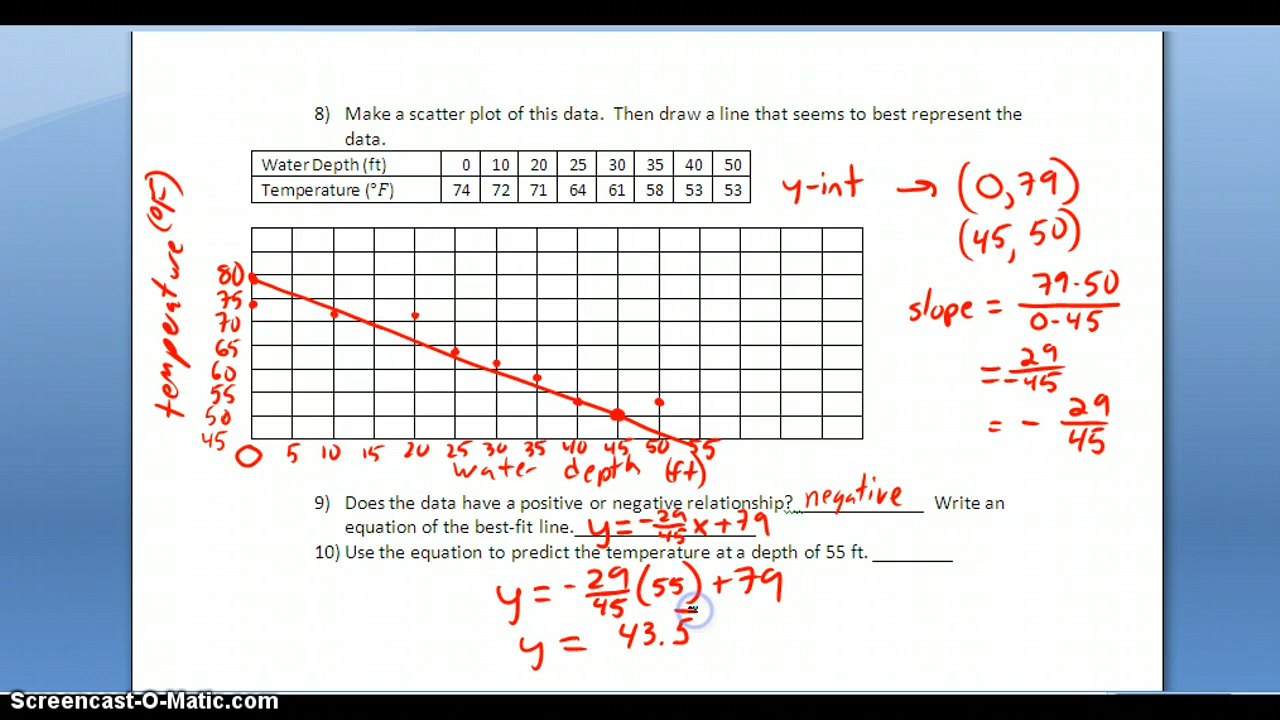 8) Make a scatter plot of this data. Then draw a line that seems to best represent the
data.
Water Depth (ft) 0 10 20 25 30 35 40 50
Temperature (°F) 74 72 71 64 61 58 53 53
y-int → (0,79)
(45, 50)
slope = 79-50
0-45
= 29
-45
= - 29
45
temperature (°F)
80
75
70
65
60
55
50
45
0 5 10 15 20 25 30 35 40 45 50 55
water depth (ft)
9) Does the data have a positive or negative relationship? negative Write an
equation of the best-fit line. y = -29/45 x + 79
10) Use the equation to predict the temperature at a depth of 55 ft. ________
y = - 29/45 (55) + 79
y = 43.5
Screencast-O-Matic.com